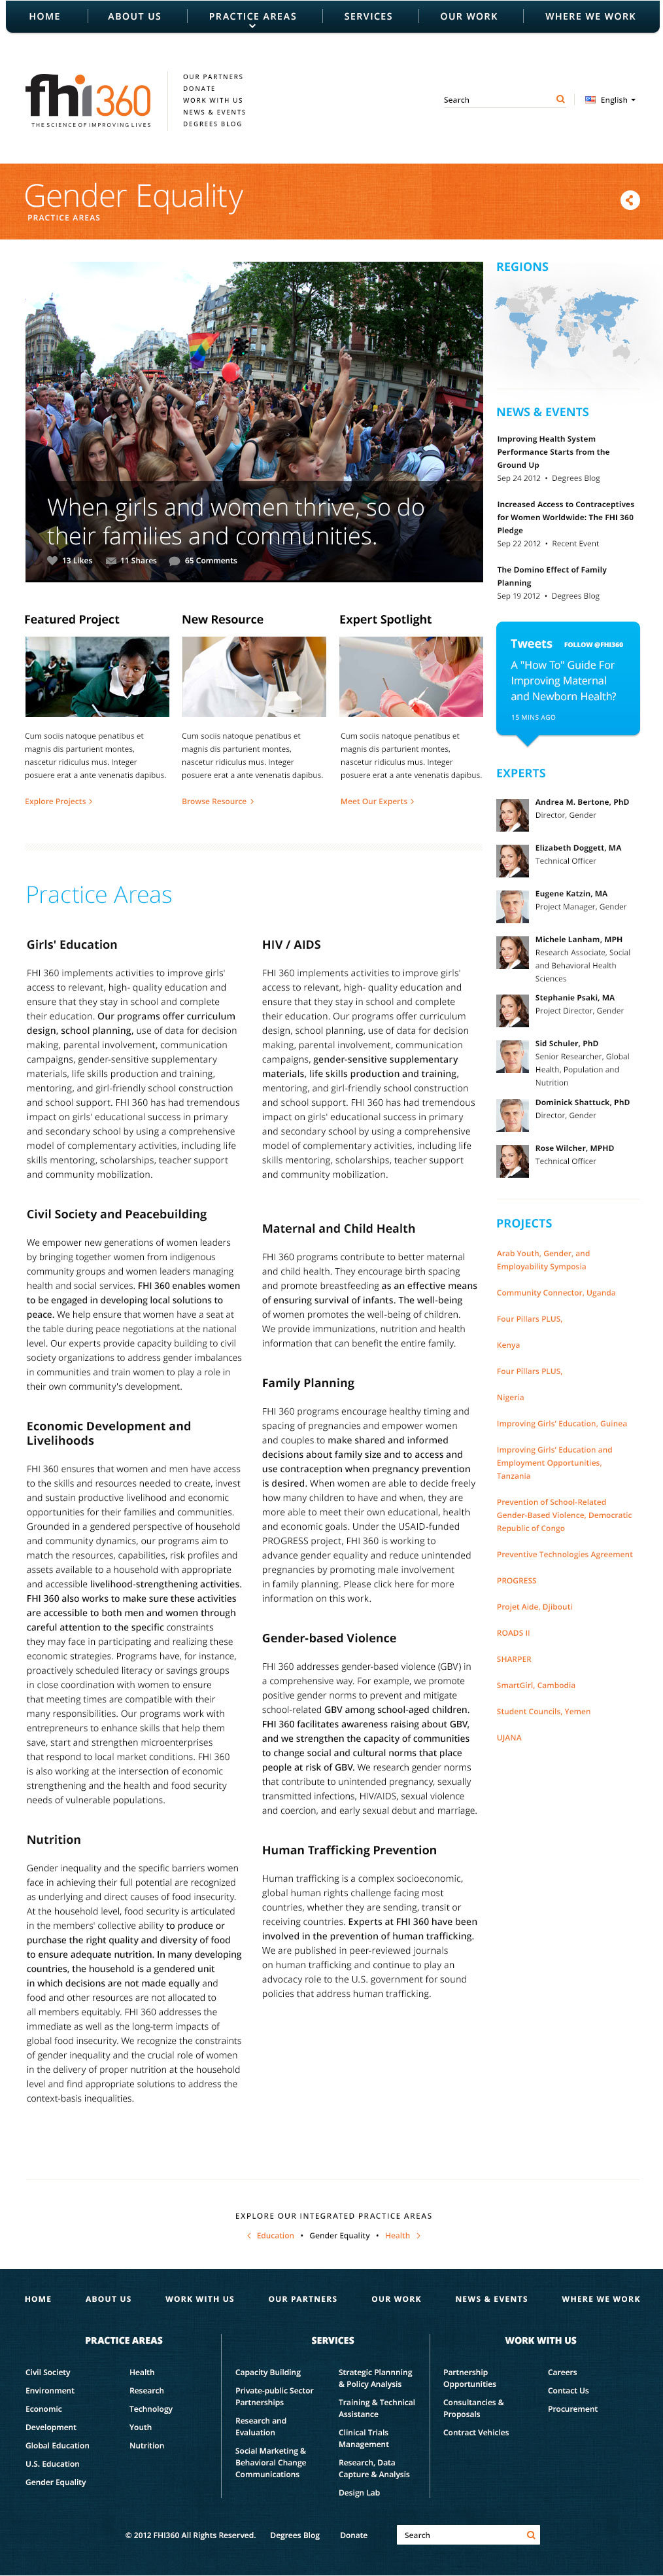 HOME
ABOUT US
PRACTICE AREAS
SERVICES
OUR WORK
WHERE WE WORK
fhi360
THE SCIENCE OF IMPROVING LIVES
OUR PARTNERS
DONATE
WORK WITH US
NEWS & EVENTS
DEGREES BLOG
Search
English
Gender Equality
PRACTICE AREAS
When girls and women thrive, so do
their families and communities.
13 Likes 11 Shares 65 Comments
Featured Project
Cum sociis natoque penatibus et
magnis dis parturient montes,
nascetur ridiculus mus. Integer
posuere erat a ante venenatis dapibus.
Explore Projects >
New Resource
Cum sociis natoque penatibus et
magnis dis parturient montes,
nascetur ridiculus mus. Integer
posuere erat a ante venenatis dapibus.
Browse Resource >
Expert Spotlight
Cum sociis natoque penatibus et
magnis dis parturient montes,
nascetur ridiculus mus. Integer
posuere erat a ante venenatis dapibus.
Meet Our Experts >
Practice Areas
Girls' Education
FHI 360 implements activities to improve girls'
access to relevant, high- quality education and
ensure that they stay in school and complete
their education. Our programs offer curriculum
design, school planning, use of data for decision
making, parental involvement, communication
campaigns, gender-sensitive supplementary
materials, life skills production and training,
mentoring, and girl-friendly school construction
and school support. FHI 360 has had tremendous
impact on girls' educational success in primary
and secondary school by using a comprehensive
model of complementary activities, including life
skills mentoring, scholarships, teacher support
and community mobilization.
Civil Society and Peacebuilding
We empower new generations of women leaders
by bringing together women from indigenous
community groups and women leaders managing
health and social services. FHI 360 enables women
to be engaged in developing local solutions to
peace. We help ensure that women have a seat at
the table during peace negotiations at the national
level. Our experts provide capacity building to civil
society organizations to address gender imbalances
in communities and train women to play a role in
their own community's development.
Economic Development and
Livelihoods
FHI 360 ensures that women and men have access
to the skills and resources needed to create, invest
and sustain productive livelihood and economic
opportunities for their families and communities.
Grounded in a gendered perspective of household
and community dynamics, our programs aim to
match the resources, capabilities, risk profiles and
assets available to a household with appropriate
and accessible livelihood-strengthening activities.
FHI 360 also works to make sure these activities
are accessible to both men and women through
careful attention to the specific constraints
they may face in participating and realizing these
economic strategies. Programs have, for instance,
proactively scheduled literacy or savings groups
in close coordination with women to ensure
that meeting times are compatible with their
many responsibilities. Our programs work with
entrepreneurs to enhance skills that help them
save, start and strengthen microenterprises
that respond to local market conditions. FHI 360
is also working at the intersection of economic
strengthening and the health and food security
needs of vulnerable populations.
Nutrition
Gender inequality and the specific barriers women
face in achieving their full potential are recognized
as underlying and direct causes of food insecurity.
At the household level, food security is articulated
in the members' collective ability to produce or
purchase the right quality and diversity of food
to ensure adequate nutrition. In many developing
countries, the household is a gendered unit
in which decisions are not made equally and
food and other resources are not allocated to
all members equitably. FHI 360 addresses the
immediate as well as the long-term impacts of
global food insecurity. We recognize the constraints
of gender inequality and the crucial role of women
in the delivery of proper nutrition at the household
level and find appropriate solutions to address the
context-basis inequalities.
HIV / AIDS
FHI 360 implements activities to improve girls'
access to relevant, high- quality education and
ensure that they stay in school and complete
their education. Our programs offer curriculum
design, school planning, use of data for decision
making, parental involvement, communication
campaigns, gender-sensitive supplementary
materials, life skills production and training,
mentoring, and girl-friendly school construction
and school support. FHI 360 has had tremendous
impact on girls' educational success in primary
and secondary school by using a comprehensive
model of complementary activities, including life
skills mentoring, scholarships, teacher support
and community mobilization.
Maternal and Child Health
FHI 360 programs contribute to better maternal
and child health. They encourage birth spacing
and promote breastfeeding as an effective means
of ensuring survival of infants. The well-being
of women promotes the well-being of children.
We provide immunizations, nutrition and health
information that can benefit the entire family.
Family Planning
FHI 360 programs encourage healthy timing and
spacing of pregnancies and empower women
and couples to make shared and informed
decisions about family size and to access and
use contraception when pregnancy prevention
is desired. When women are able to decide freely
how many children to have and when, they are
more able to meet their own educational, health
and economic goals. Under the USAID-funded
PROGRESS project, FHI 360 is working to
advance gender equality and reduce unintended
pregnancies by promoting male involvement
in family planning. Please click here for more
information on this work.
Gender-based Violence
FHI 360 addresses gender-based violence (GBV) in
a comprehensive way. For example, we promote
positive gender norms to prevent and mitigate
school-related GBV among school-aged children.
FHI 360 facilitates awareness raising about GBV,
and we strengthen the capacity of communities
to change social and cultural norms that place
people at risk of GBV. We research gender norms
that contribute to unintended pregnancy, sexually
transmitted infections, HIV/AIDS, sexual violence
and coercion, and early sexual debut and marriage.
Human Trafficking Prevention
Human trafficking is a complex socioeconomic,
global human rights challenge facing most
countries, whether they are sending, transit or
receiving countries. Experts at FHI 360 have been
involved in the prevention of human trafficking.
We are published in peer-reviewed journals
on human trafficking and continue to play an
advocacy role to the U.S. government for sound
policies that address human trafficking.
REGIONS
NEWS & EVENTS
Improving Health System
Performance Starts from the
Ground Up
Sep 24 2012 • Degrees Blog
Increased Access to Contraceptives
for Women Worldwide: The FHI 360
Pledge
Sep 22 2012 • Recent Event
The Domino Effect of Family
Planning
Sep 19 2012 • Degrees Blog
Tweets FOLLOW @FHI360
A "How To" Guide For
Improving Maternal
and Newborn Health?
15 MINS AGO
EXPERTS
Andrea M. Bertone, PhD
Director, Gender
Elizabeth Doggett, MA
Technical Officer
Eugene Katzin, MA
Project Manager, Gender
Michele Lanham, MPH
Research Associate, Social
and Behavioral Health
Sciences
Stephanie Psaki, MA
Project Director, Gender
Sid Schuler, PhD
Senior Researcher, Global
Health, Population and
Nutrition
Dominick Shattuck, PhD
Director, Gender
Rose Wilcher, MPHD
Technical Officer
PROJECTS
Arab Youth, Gender, and
Employability Symposia
Community Connector, Uganda
Four Pillars PLUS,
Kenya
Four Pillars PLUS,
Nigeria
Improving Girls' Education, Guinea
Improving Girls' Education and
Employment Opportunities,
Tanzania
Prevention of School-Related
Gender-Based Violence, Democratic
Republic of Congo
Preventive Technologies Agreement
PROGRESS
Projet Aide, Djibouti
ROADS II
SHARPER
SmartGirl, Cambodia
Student Councils, Yemen
UJANA
EXPLORE OUR INTEGRATED PRACTICE AREAS
< Education • Gender Equality • Health >
HOME
ABOUT US
WORK WITH US
OUR PARTNERS
OUR WORK
NEWS & EVENTS
WHERE WE WORK
PRACTICE AREAS
Civil Society
Environment
Economic
Development
Global Education
U.S. Education
Gender Equality
Health
Research
Technology
Youth
Nutrition
SERVICES
Capacity Building
Private-public Sector
Partnerships
Research and
Evaluation
Social Marketing &
Behavioral Change
Communications
Strategic Plannning
& Policy Analysis
Training & Technical
Assistance
Clinical Trials
Management
Research, Data
Capture & Analysis
Design Lab
WORK WITH US
Partnership
Opportunities
Consultancies &
Proposals
Contract Vehicles
Careers
Contact Us
Procurement
© 2012 FHI360 All Rights Reserved.
Degrees Blog
Donate
Search